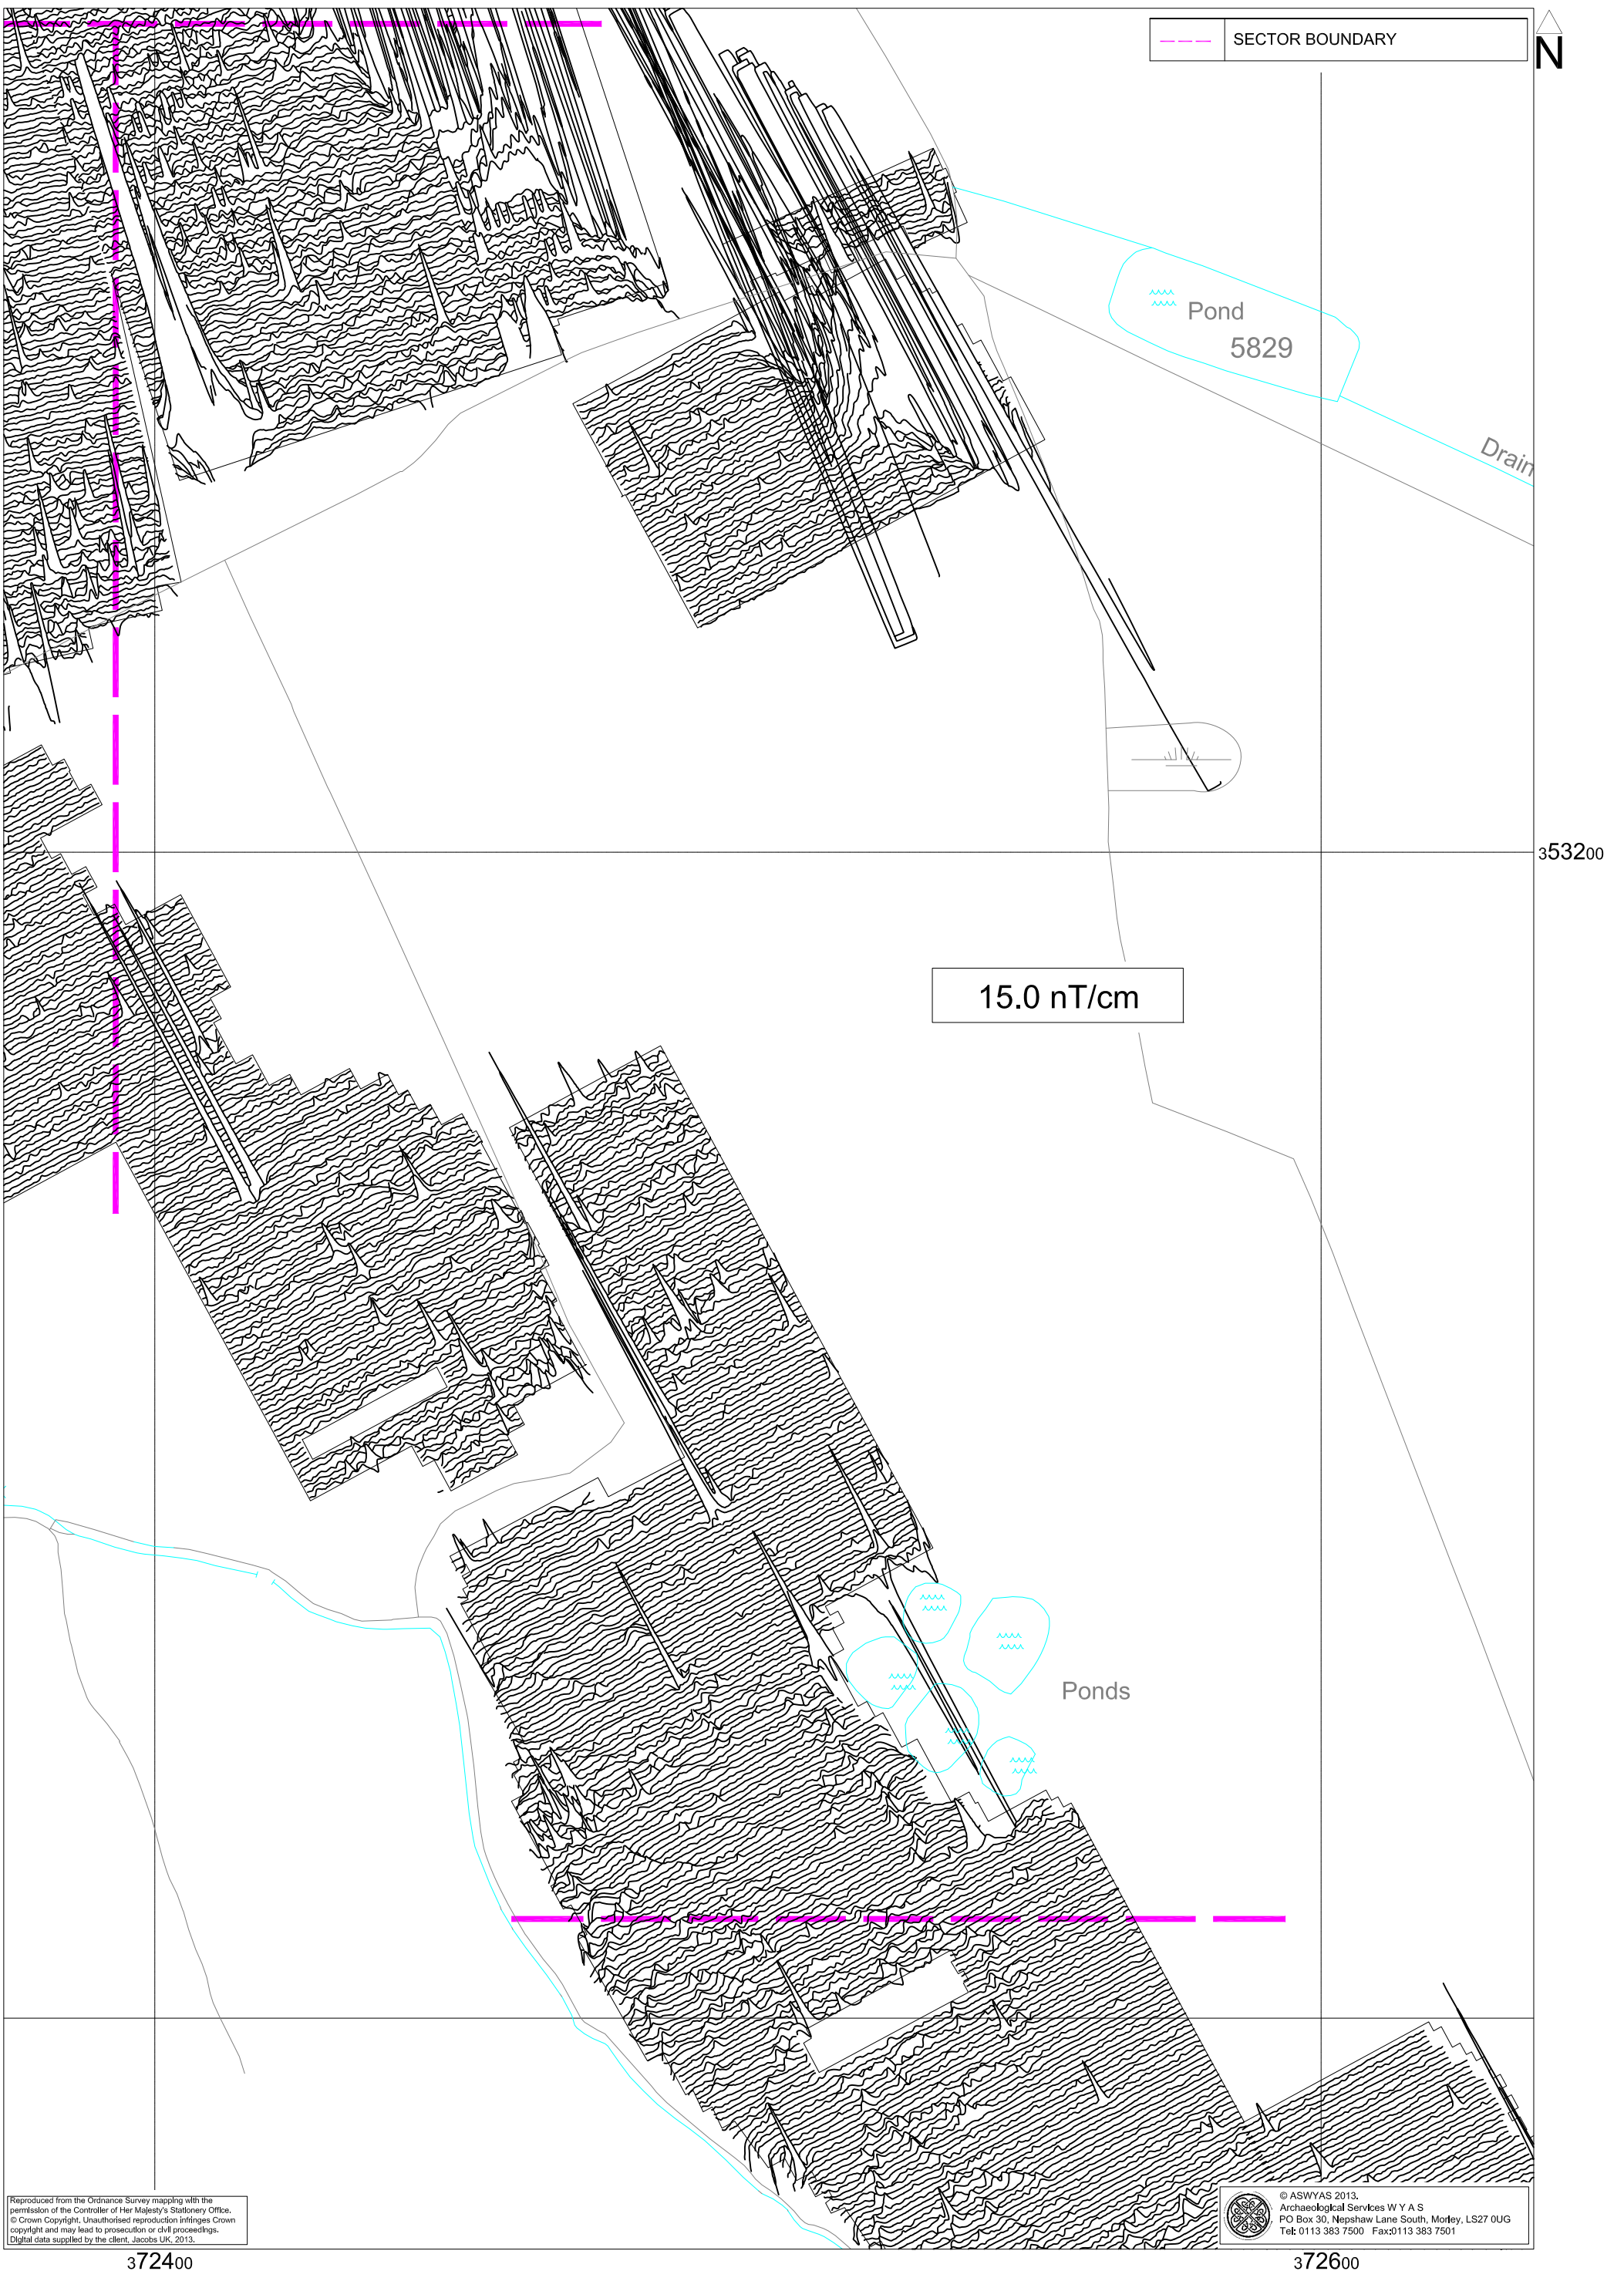 SECTOR BOUNDARY
N
Pond
5829
Drain
353200
15.0 nT/cm
Ponds
Reproduced from the Ordnance Survey mapping with the
permission of the Controller of Her Majesty's Stationery Office.
© Crown Copyright. Unauthorised reproduction infringes Crown
copyright and may lead to prosecution or civil proceedings.
Digital data supplied by the client, Jacobs UK, 2013.
© ASWYAS 2013.
Archaeological Services W Y A S
PO Box 30, Nepshaw Lane South, Morley, LS27 0UG
Tel: 0113 383 7500 Fax:0113 383 7501
372400
372600